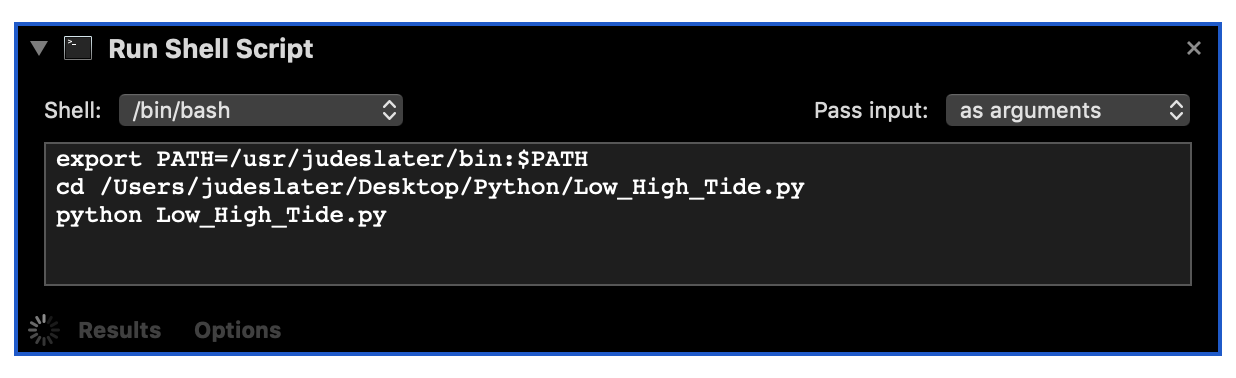 Run Shell Script
Shell: /bin/bash Pass input: as arguments
export PATH=/usr/judeslater/bin:$PATH
cd /Users/judeslater/Desktop/Python/Low_High_Tide.py
python Low_High_Tide.py
Results Options